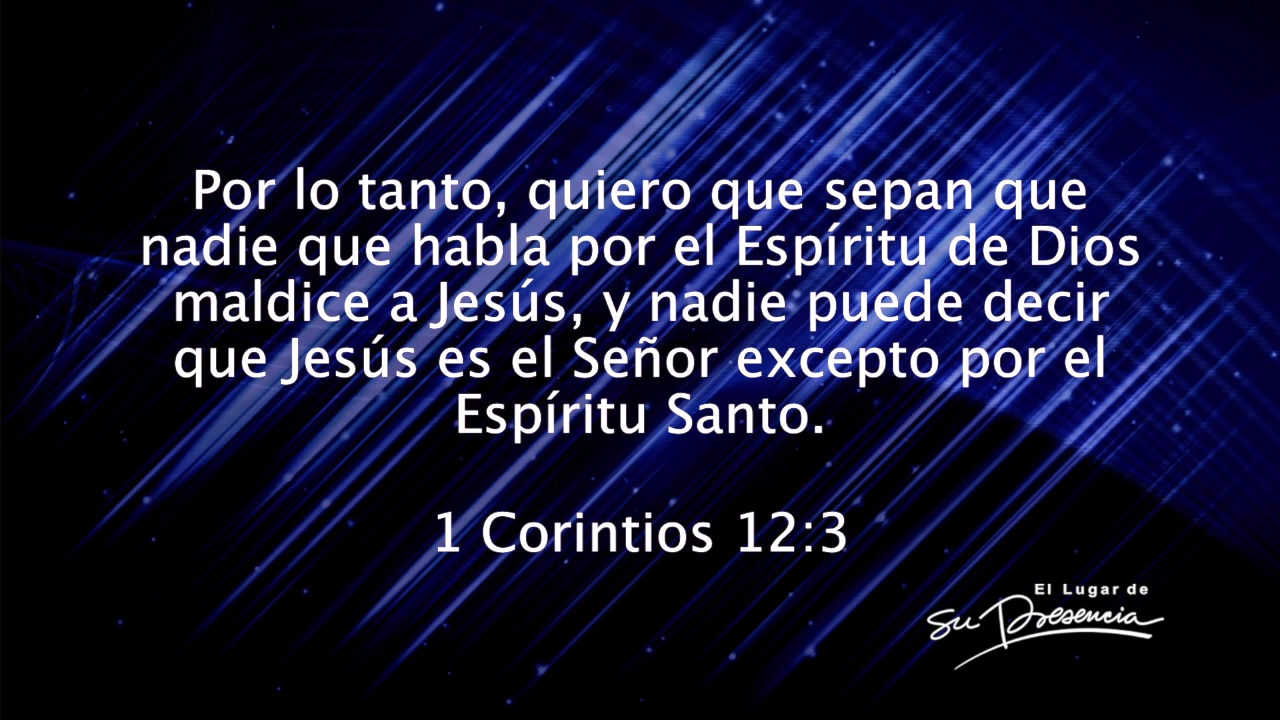 Por lo tanto, quiero que sepan que
nadie que habla por el Espíritu de Dios
maldice a Jesús, y nadie puede decir
que Jesús es el Señor excepto por el
Espíritu Santo.
1 Corintios 12:3
El Lugar de
Su Presencia